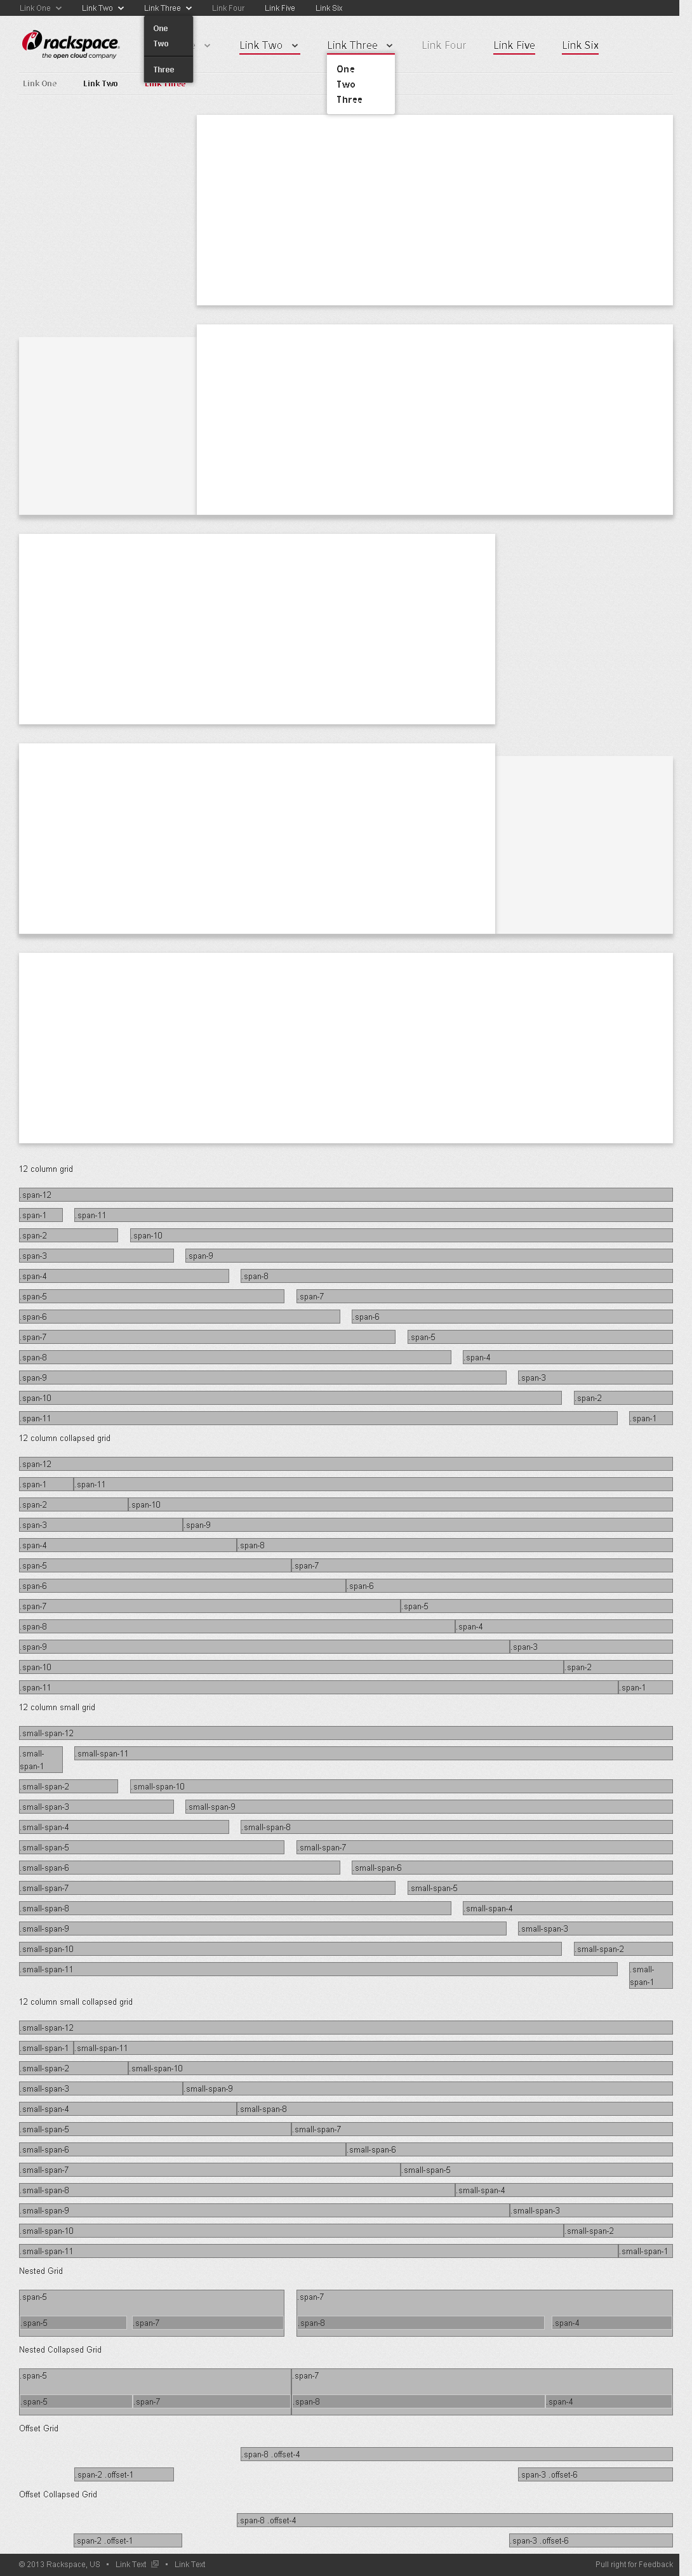 Link One Link Two Link Three Link Four Link Five Link Six
One
Two
Three
rackspace.
the open cloud company
Link Two Link Three Link Four Link Five Link Six
One
Two
Three
Link One Link Two Link Three
12 column grid
.span-12
.span-1 .span-11
.span-2 .span-10
.span-3 .span-9
.span-4 .span-8
.span-5 .span-7
.span-6 .span-6
.span-7 .span-5
.span-8 .span-4
.span-9 .span-3
.span-10 .span-2
.span-11 .span-1
12 column collapsed grid
.span-12
.span-1 .span-11
.span-2 .span-10
.span-3 .span-9
.span-4 .span-8
.span-5 .span-7
.span-6 .span-6
.span-7 .span-5
.span-8 .span-4
.span-9 .span-3
.span-10 .span-2
.span-11 .span-1
12 column small grid
.small-span-12
.small-span-1 .small-span-11
.small-span-2 .small-span-10
.small-span-3 .small-span-9
.small-span-4 .small-span-8
.small-span-5 .small-span-7
.small-span-6 .small-span-6
.small-span-7 .small-span-5
.small-span-8 .small-span-4
.small-span-9 .small-span-3
.small-span-10 .small-span-2
.small-span-11 .small-span-1
12 column small collapsed grid
.small-span-12
.small-span-1 .small-span-11
.small-span-2 .small-span-10
.small-span-3 .small-span-9
.small-span-4 .small-span-8
.small-span-5 .small-span-7
.small-span-6 .small-span-6
.small-span-7 .small-span-5
.small-span-8 .small-span-4
.small-span-9 .small-span-3
.small-span-10 .small-span-2
.small-span-11 .small-span-1
Nested Grid
.span-5 .span-7
.span-5 .span-7 .span-8 .span-4
Nested Collapsed Grid
.span-5 .span-7
.span-5 .span-7 .span-8 .span-4
Offset Grid
.span-8 .offset-4
.span-2 .offset-1 .span-3 .offset-6
Offset Collapsed Grid
.span-8 .offset-4
.span-2 .offset-1 .span-3 .offset-6
© 2013 Rackspace, US • Link Text • Link Text Pull right for Feedback